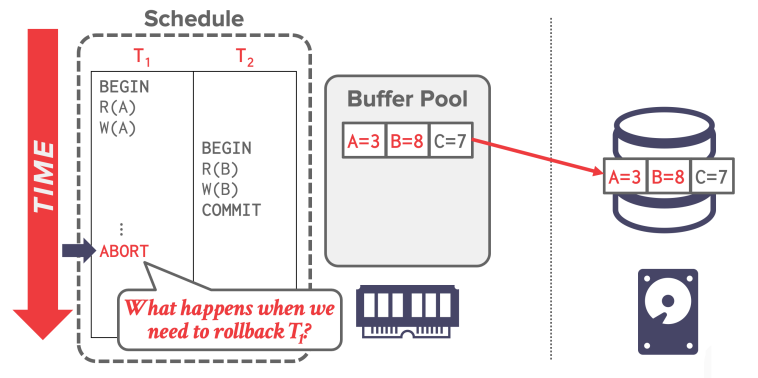 Schedule
T1 T2
TIME
BEGIN
R(A)
W(A)
⋮
ABORT
BEGIN
R(B)
W(B)
COMMIT
What happens when we
need to rollback T1?
Buffer Pool
A=3 B=8 C=7
A=3 B=8 C=7